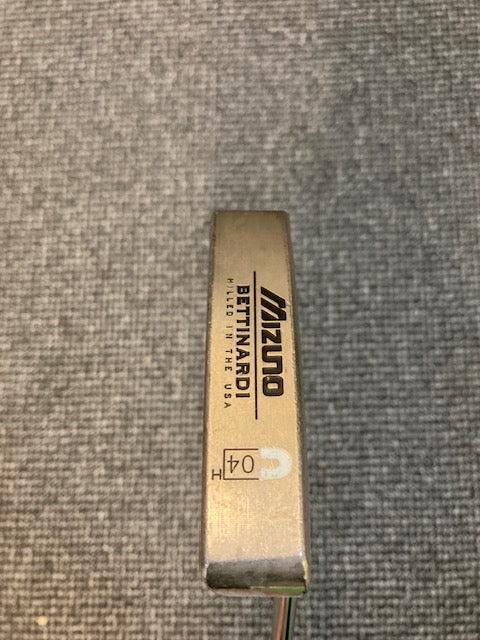 MIZUNO
BETTINARDI
MILLED IN THE USA
C
04
H